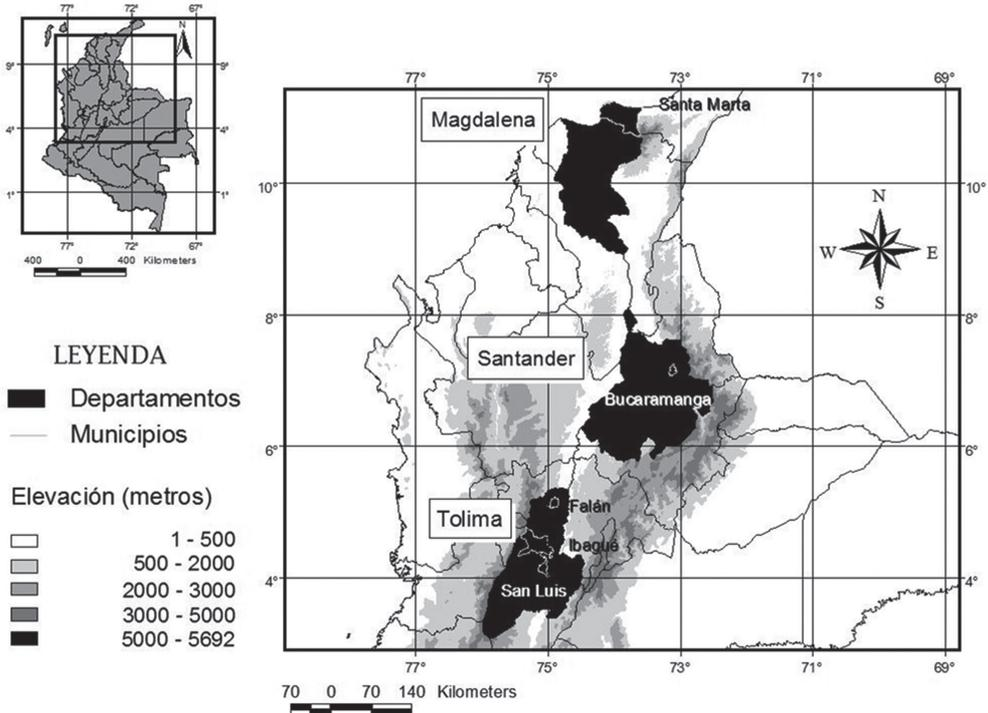 77° 72° 67°
N
9° 9°
4° 4°
1° 1°
77° 72° 67°
400 0 400 Kilometers
LEYENDA
Departamentos
Municipios
Elevación (metros)
1 - 500
500 - 2000
2000 - 3000
3000 - 5000
5000 - 5692
77° 75° 73° 71° 69°
Magdalena
Santa Marta
10° 10°
N
W E
S
8° 8°
Santander
Bucaramanga
6° 6°
Tolima
Falán
Ibagué
4° 4°
San Luis
77° 75° 73° 71° 69°
70 0 70 140 Kilometers